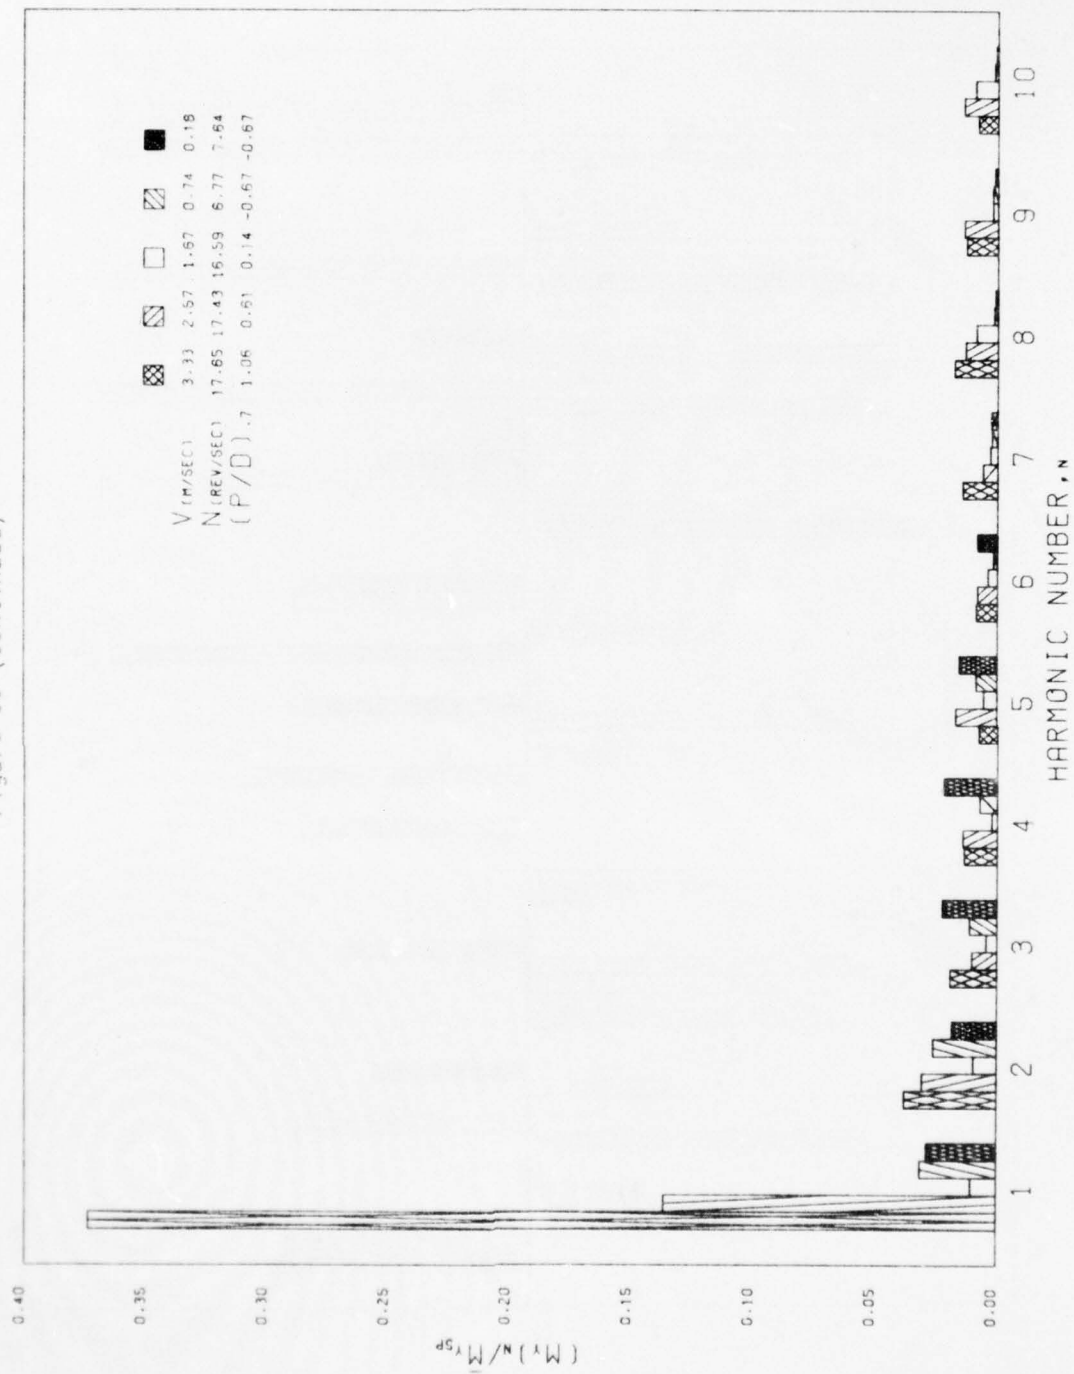 0.40
0.35
0.30
0.25
0.20
0.15
0.10
0.05
0.00
(MY)N/M̄YSP
V(M/SEC) 3.33 2.57 1.67 0.74 0.18
N(REV/SEC) 17.65 17.43 16.59 6.77 7.64
(P/D).7 1.06 0.61 0.14 -0.67 -0.67
1 2 3 4 5 6 7 8 9 10
HARMONIC NUMBER,N